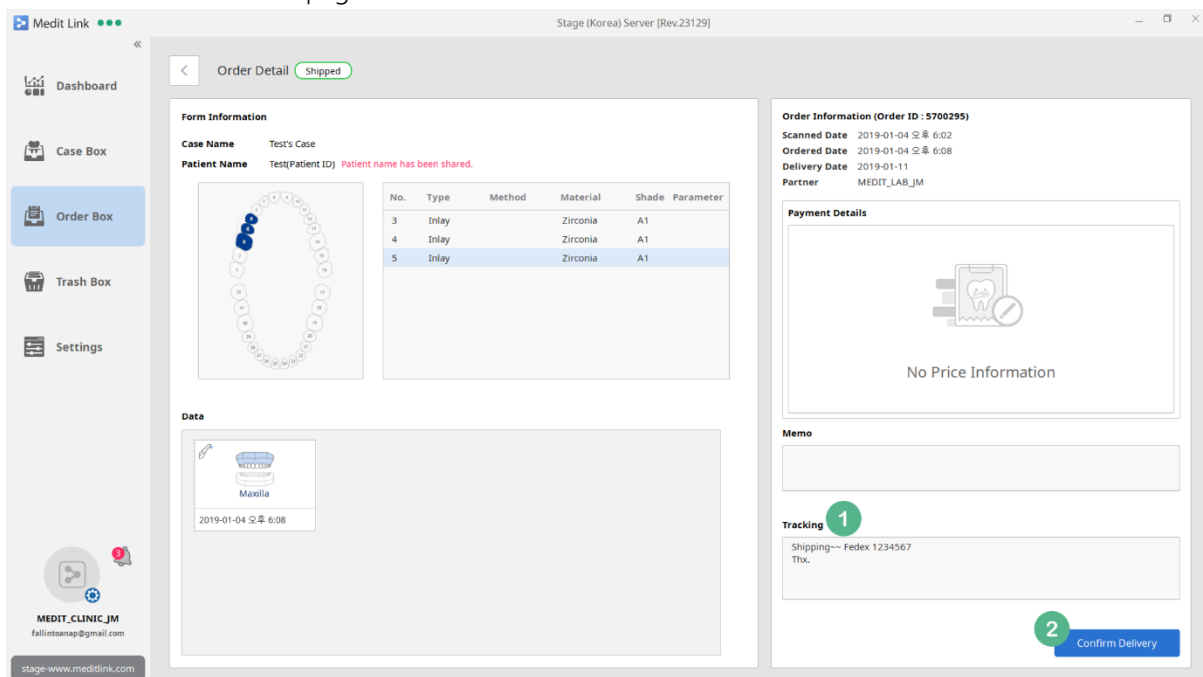 Medit Link
Stage (Korea) Server [Rev.23129]
Dashboard
Case Box
Order Box
Trash Box
Settings
3
MEDIT_CLINIC_JM
fallintoanap@gmail.com
stage-www.meditlink.com
Order Detail Shipped
Form Information
Case Name Test's Case
Patient Name Test(Patient ID) Patient name has been shared.
No. Type Method Material Shade Parameter
3 Inlay Zirconia A1
4 Inlay Zirconia A1
5 Inlay Zirconia A1
Data
Maxilla
2019-01-04 오후 6:08
Order Information (Order ID : 5700295)
Scanned Date 2019-01-04 오후 6:02
Ordered Date 2019-01-04 오후 6:08
Delivery Date 2019-01-11
Partner MEDIT_LAB_JM
Payment Details
No Price Information
Memo
Tracking 1
Shipping~~ Fedex 1234567
Thx.
2
Confirm Delivery